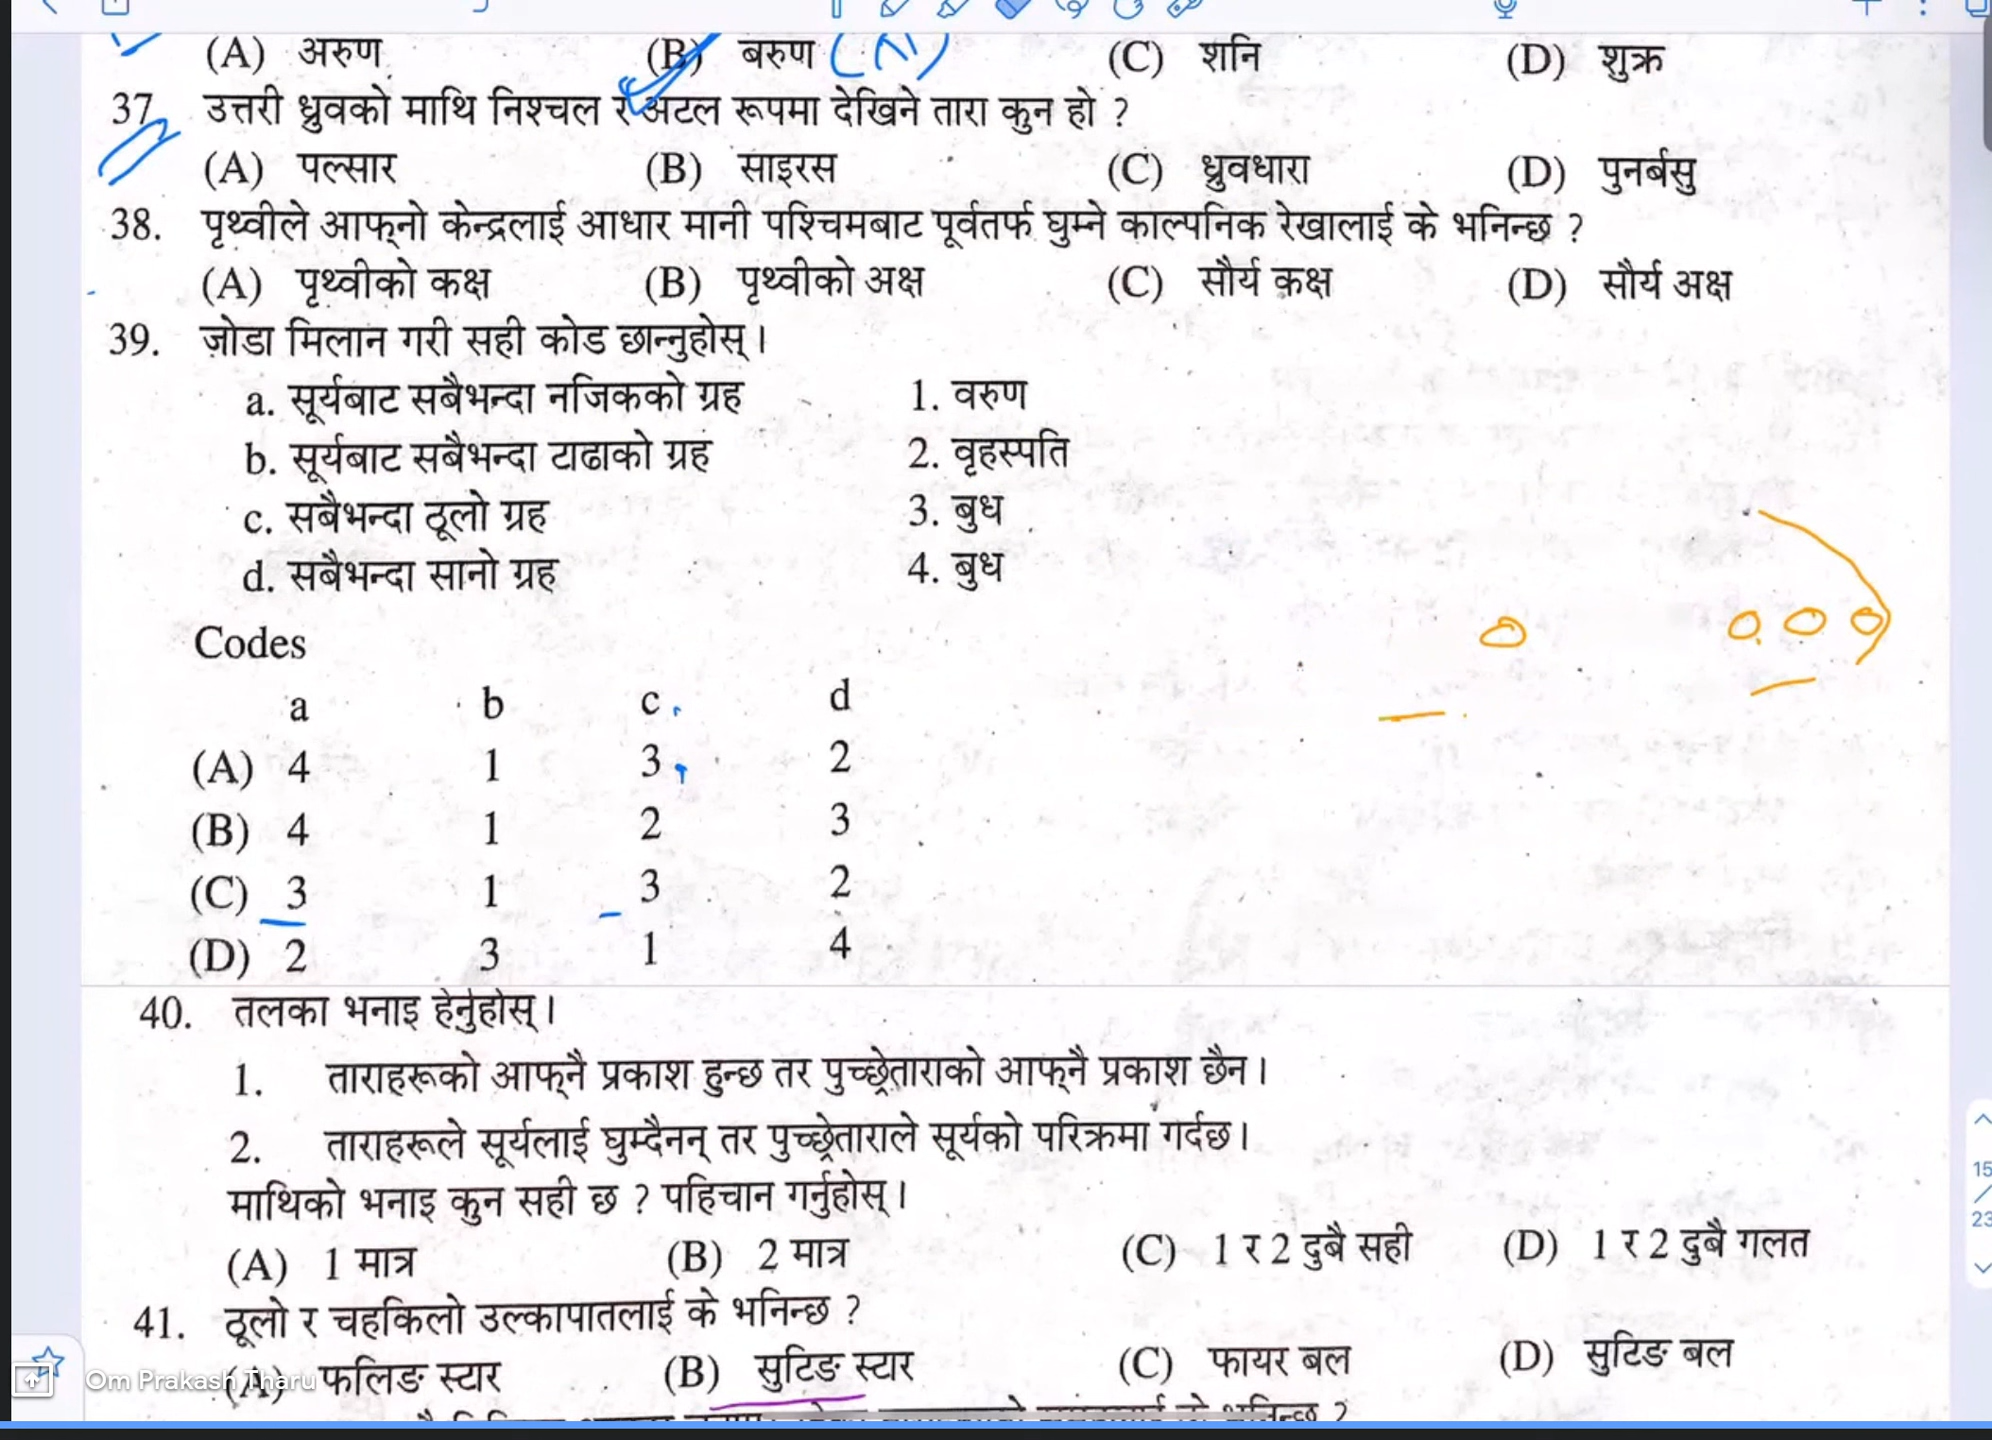 (A) अरुण (B) बरुण (C) शनि (D) शुक्र
37. उत्तरी ध्रुवको माथि निश्चल र अटल रूपमा देखिने तारा कुन हो ?
(A) पल्सार (B) साइरस (C) ध्रुवधारा (D) पुनर्बसु
38. पृथ्वीले आफ्नो केन्द्रलाई आधार मानी पश्चिमबाट पूर्वतर्फ घुम्ने काल्पनिक रेखालाई के भनिन्छ ?
(A) पृथ्वीको कक्ष (B) पृथ्वीको अक्ष (C) सौर्य कक्ष (D) सौर्य अक्ष
39. जोडा मिलान गरी सही कोड छान्नुहोस् ।
a. सूर्यबाट सबैभन्दा नजिकको ग्रह 1. वरुण
b. सूर्यबाट सबैभन्दा टाढाको ग्रह 2. वृहस्पति
c. सबैभन्दा ठूलो ग्रह 3. बुध
d. सबैभन्दा सानो ग्रह 4. बुध
Codes
a b c d
(A) 4 1 3 2
(B) 4 1 2 3
(C) 3 1 3 2
(D) 2 3 1 4
40. तलका भनाइ हेर्नुहोस् ।
1. ताराहरूको आफ्नै प्रकाश हुन्छ तर पुच्छ्रेताराको आफ्नै प्रकाश छैन ।
2. ताराहरूले सूर्यलाई घुम्दैनन् तर पुच्छ्रेताराले सूर्यको परिक्रमा गर्दछ ।
माथिको भनाइ कुन सही छ ? पहिचान गर्नुहोस् ।
(A) 1 मात्र (B) 2 मात्र (C) 1 र 2 दुबै सही (D) 1 र 2 दुबै गलत
41. ठूलो र चहकिलो उल्कापातलाई के भनिन्छ ?
(A) फलिङ स्टार (B) सुटिङ स्टार (C) फायर बल (D) सुटिङ बल
Om Prakash Tharu
15
23